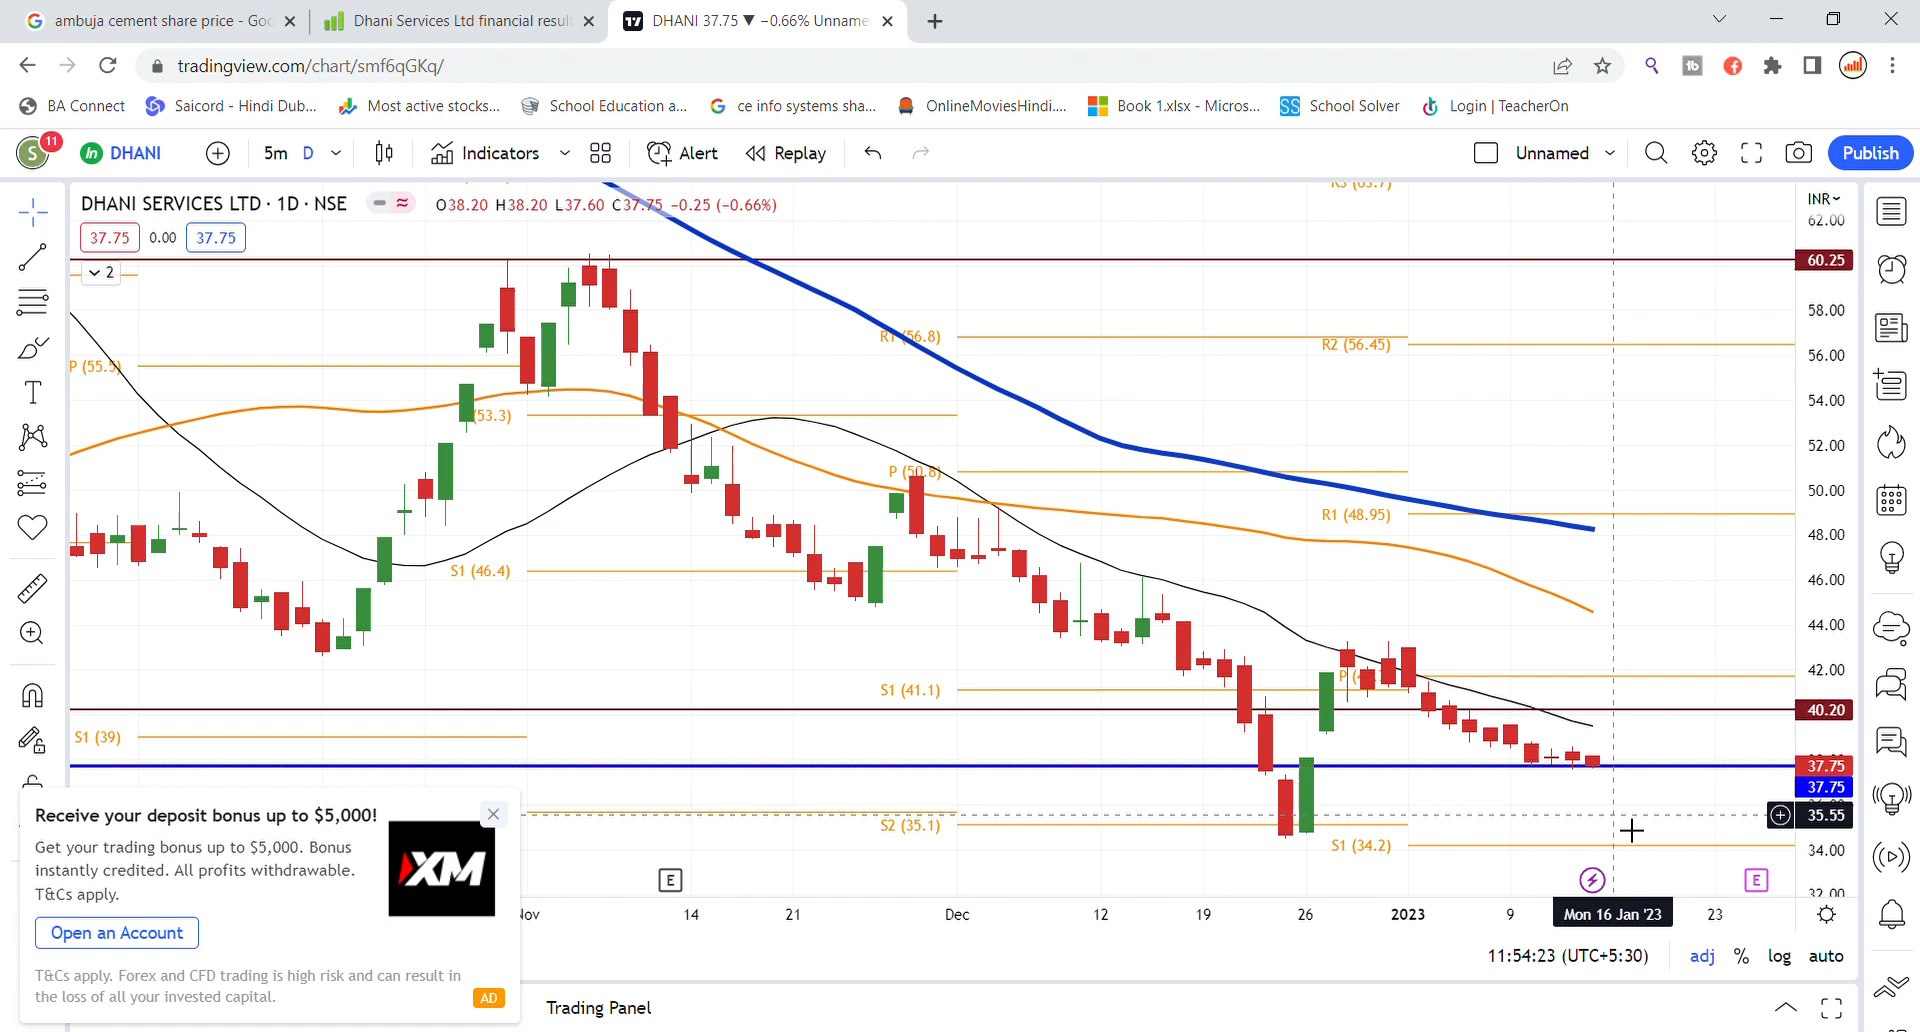 ambuja cement share price - Goo
Dhani Services Ltd financial resul
DHANI 37.75 ▼ −0.66% Unname
tradingview.com/chart/smf6qGKq/
BA Connect
Saicord - Hindi Dub...
Most active stocks...
School Education a...
ce info systems sha...
OnlineMoviesHindi....
Book 1.xlsx - Micros...
School Solver
Login | TeacherOn
S 11
DHANI
5m D
Indicators
Alert
Replay
Unnamed
Publish
DHANI SERVICES LTD · 1D · NSE
O38.20 H38.20 L37.60 C37.75 −0.25 (−0.66%)
INR
62.00
37.75 0.00 37.75
2
60.25
58.00
R1 (56.8)
R2 (56.45)
56.00
P (55.5)
54.00
(53.3)
52.00
P (50.8)
50.00
R1 (48.95)
48.00
S1 (46.4)
46.00
44.00
42.00
S1 (41.1)
40.20
S1 (39)
37.75
37.75
35.55
S2 (35.1)
S1 (34.2)
34.00
32.00
E
E
Nov
14
21
Dec
12
19
26
2023
9
Mon 16 Jan '23
23
11:54:23 (UTC+5:30)
adj
%
log
auto
Trading Panel
Receive your deposit bonus up to $5,000!
Get your trading bonus up to $5,000. Bonus
instantly credited. All profits withdrawable.
T&Cs apply.
XM
Open an Account
T&Cs apply. Forex and CFD trading is high risk and can result in
the loss of all your invested capital.
AD